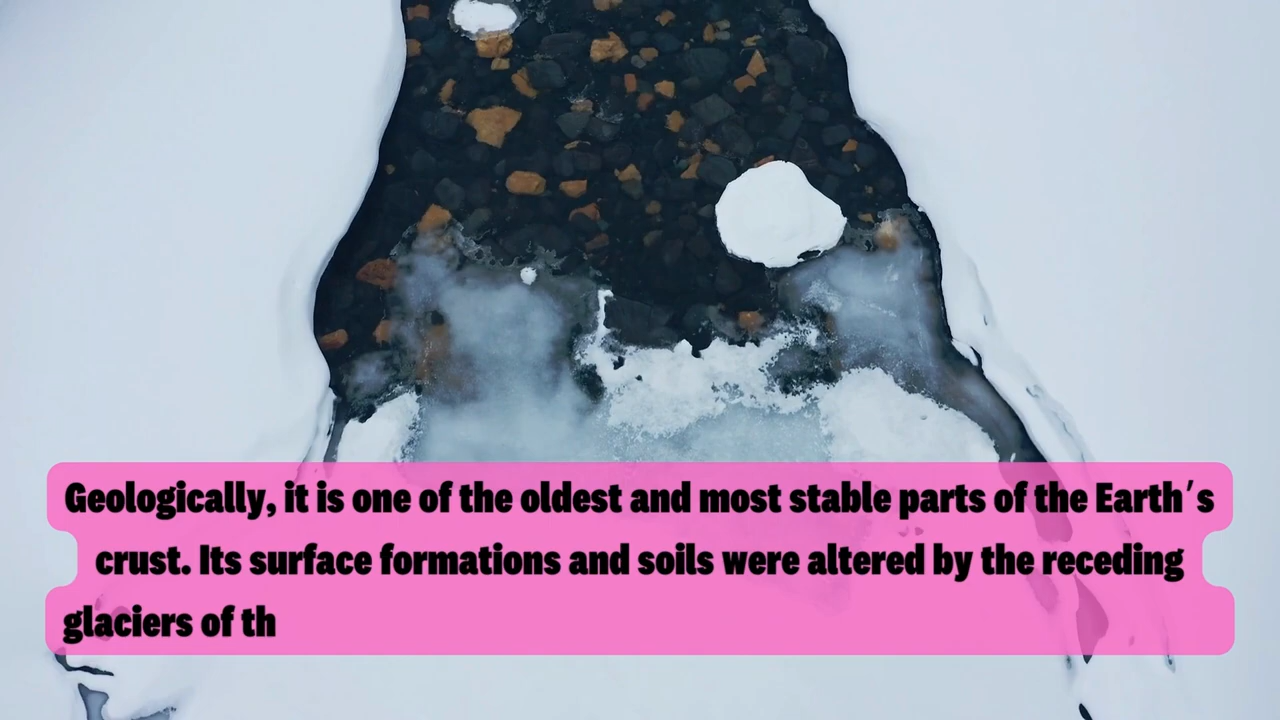 Geologically, it is one of the oldest and most stable parts of the Earth's
crust. Its surface formations and soils were altered by the receding
glaciers of th